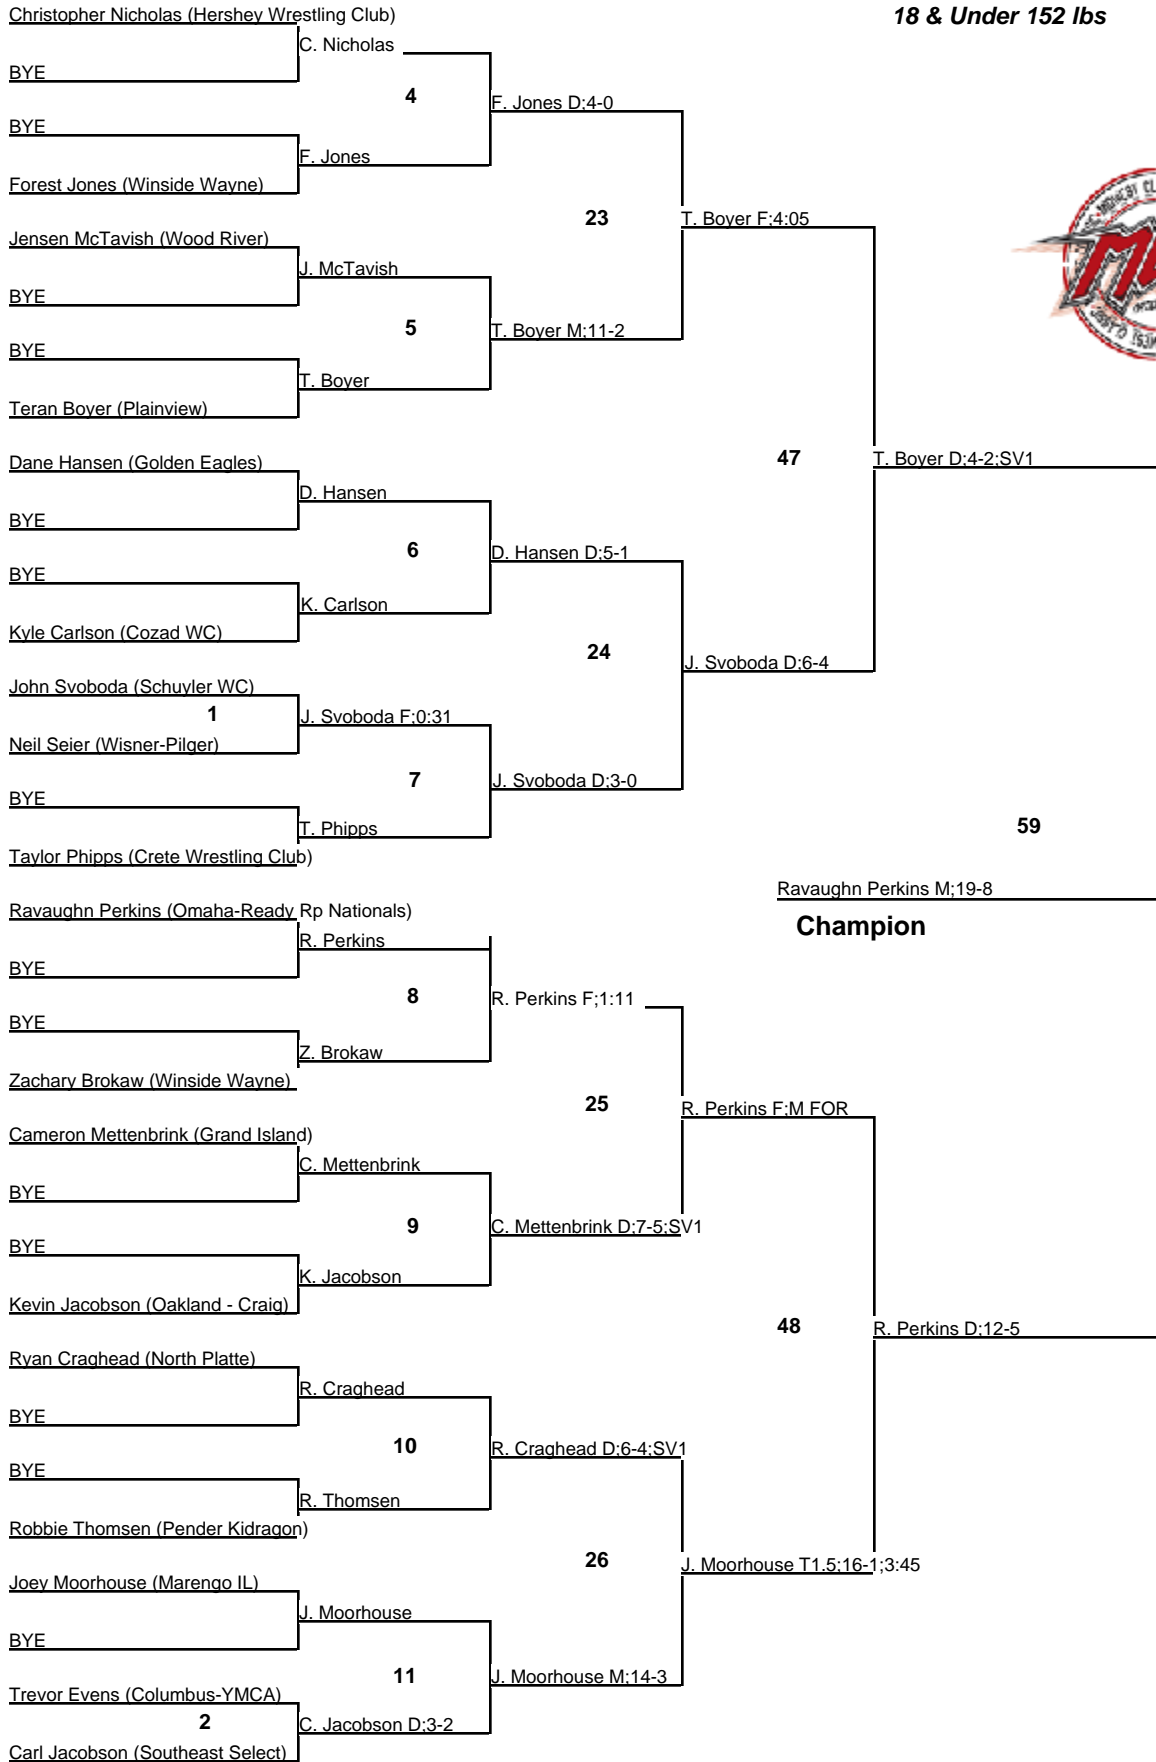 Christopher Nicholas (Hershey Wrestling Club)
18 & Under 152 lbs
C. Nicholas
BYE
4
F. Jones D;4-0
BYE
F. Jones
Forest Jones (Winside Wayne)
23
T. Boyer F;4:05
Jensen McTavish (Wood River)
J. McTavish
BYE
5
T. Boyer M;11-2
BYE
T. Boyer
Teran Boyer (Plainview)
47
T. Boyer D;4-2;SV1
Dane Hansen (Golden Eagles)
D. Hansen
BYE
6
D. Hansen D;5-1
BYE
K. Carlson
Kyle Carlson (Cozad WC)
24
J. Svoboda D;6-4
John Svoboda (Schuyler WC)
1
J. Svoboda F;0:31
Neil Seier (Wisner-Pilger)
7
J. Svoboda D;3-0
BYE
T. Phipps
Taylor Phipps (Crete Wrestling Club)
59
Ravaughn Perkins M;19-8
Champion
Ravaughn Perkins (Omaha-Ready Rp Nationals)
R. Perkins
BYE
8
R. Perkins F;1:11
BYE
Z. Brokaw
Zachary Brokaw (Winside Wayne)
25
R. Perkins F;M FOR
Cameron Mettenbrink (Grand Island)
C. Mettenbrink
BYE
9
C. Mettenbrink D;7-5;SV1
BYE
K. Jacobson
Kevin Jacobson (Oakland - Craig)
48
R. Perkins D;12-5
Ryan Craghead (North Platte)
R. Craghead
BYE
10
R. Craghead D;6-4;SV1
BYE
R. Thomsen
Robbie Thomsen (Pender Kidragon)
26
J. Moorhouse T1.5;16-1;3:45
Joey Moorhouse (Marengo IL)
J. Moorhouse
BYE
11
J. Moorhouse M;14-3
Trevor Evens (Columbus-YMCA)
2
C. Jacobson D;3-2
Carl Jacobson (Southeast Select)